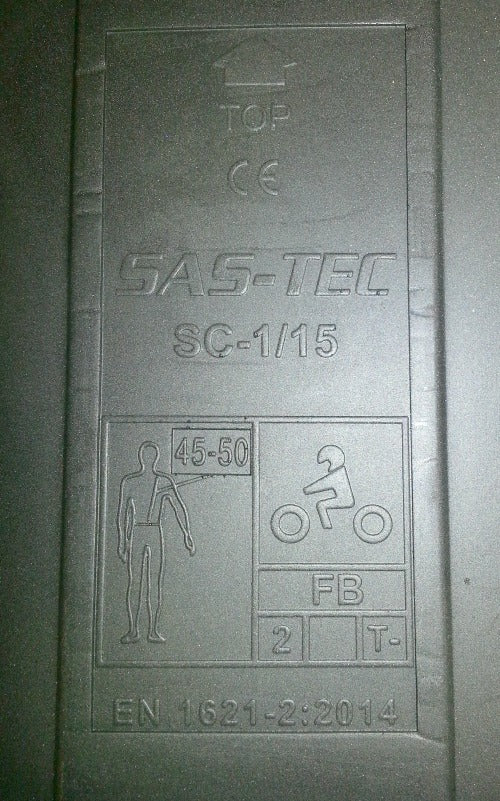 TOP
CE
SAS-TEC
SC-1/15
45-50
FB
2
T-
EN 1621-2:2014